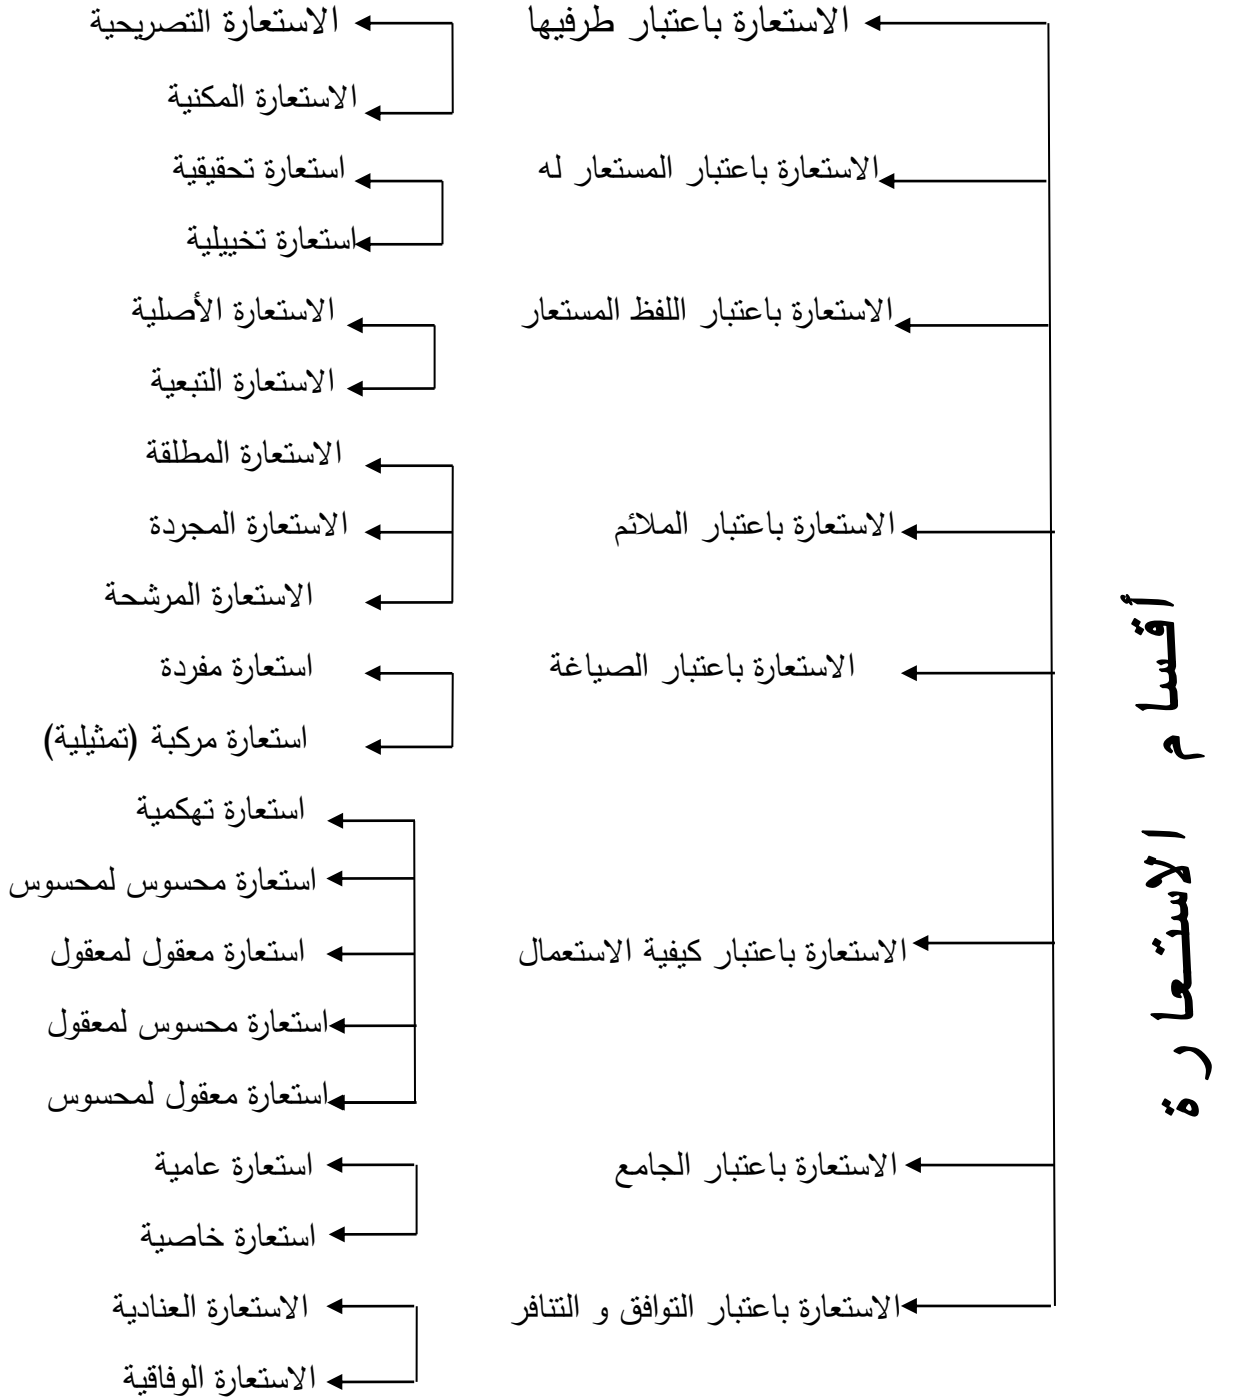 أقسام الاستعارة
الاستعارة باعتبار طرفيها
الاستعارة التصريحية
الاستعارة المكنية
الاستعارة باعتبار المستعار له
استعارة تحقيقية
استعارة تخييلية
الاستعارة باعتبار اللفظ المستعار
الاستعارة الأصلية
الاستعارة التبعية
الاستعارة باعتبار الملائم
الاستعارة المطلقة
الاستعارة المجردة
الاستعارة المرشحة
الاستعارة باعتبار الصياغة
استعارة مفردة
استعارة مركبة (تمثيلية)
الاستعارة باعتبار كيفية الاستعمال
استعارة تهكمية
استعارة محسوس لمحسوس
استعارة معقول لمعقول
استعارة محسوس لمعقول
استعارة معقول لمحسوس
الاستعارة باعتبار الجامع
استعارة عامية
استعارة خاصية
الاستعارة باعتبار التوافق و التنافر
الاستعارة العنادية
الاستعارة الوفاقية